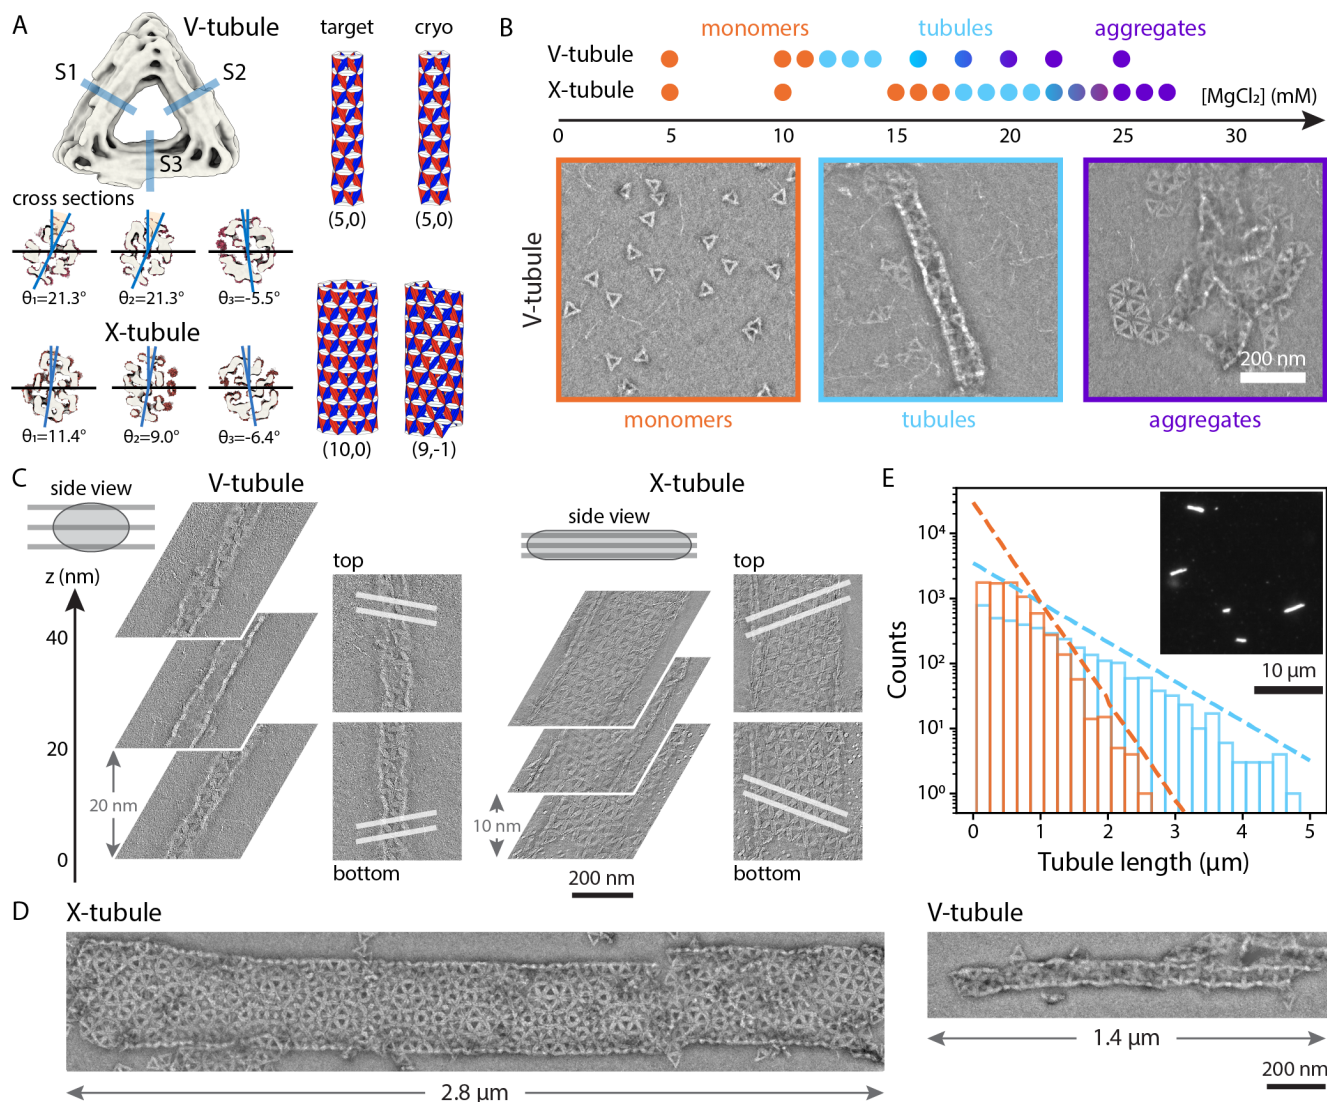 A
V-tubule
S1
S2
S3
target
cryo
(5,0)
(5,0)
cross sections
θ₁=21.3°
θ₂=21.3°
θ₃=-5.5°
X-tubule
θ₁=11.4°
θ₂=9.0°
θ₃=-6.4°
(10,0)
(9,-1)
B
monomers
tubules
aggregates
V-tubule
X-tubule
[MgCl₂] (mM)
0
5
10
15
20
25
30
V-tubule
200 nm
monomers
tubules
aggregates
C
V-tubule
side view
z (nm)
40
20
0
20 nm
top
bottom
X-tubule
side view
10 nm
200 nm
top
bottom
E
Counts
10⁴
10³
10²
10¹
10⁰
10 μm
0
1
2
3
4
5
Tubule length (μm)
D
X-tubule
2.8 μm
V-tubule
1.4 μm
200 nm